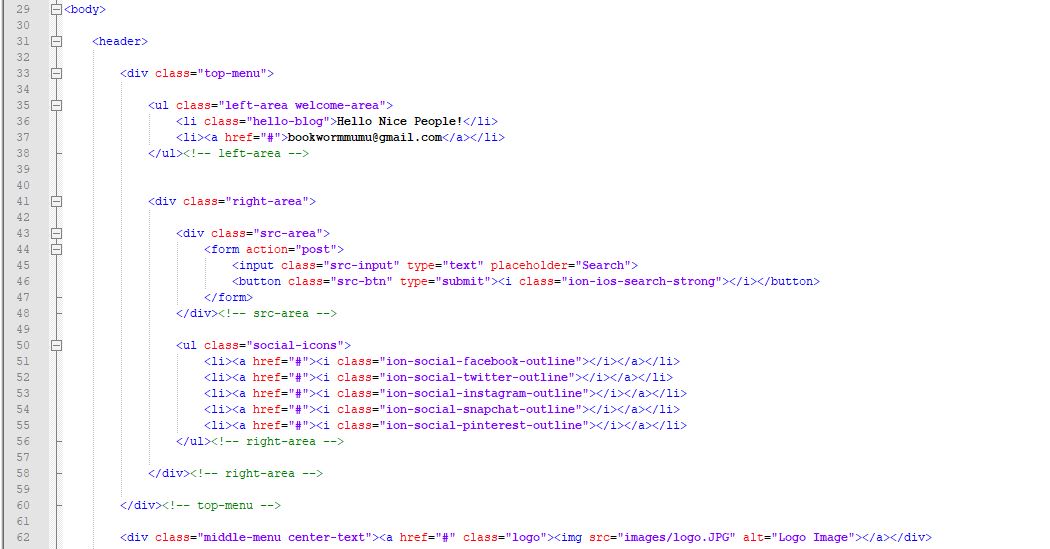 29 <body>
30
31 <header>
32
33 <div class="top-menu">
34
35 <ul class="left-area welcome-area">
36 <li class="hello-blog">Hello Nice People!</li>
37 <li><a href="#">bookwormmumu@gmail.com</a></li>
38 </ul><!-- left-area -->
39
40
41 <div class="right-area">
42
43 <div class="src-area">
44 <form action="post">
45 <input class="src-input" type="text" placeholder="Search">
46 <button class="src-btn" type="submit"><i class="ion-ios-search-strong"></i></button>
47 </form>
48 </div><!-- src-area -->
49
50 <ul class="social-icons">
51 <li><a href="#"><i class="ion-social-facebook-outline"></i></a></li>
52 <li><a href="#"><i class="ion-social-twitter-outline"></i></a></li>
53 <li><a href="#"><i class="ion-social-instagram-outline"></i></a></li>
54 <li><a href="#"><i class="ion-social-snapchat-outline"></i></a></li>
55 <li><a href="#"><i class="ion-social-pinterest-outline"></i></a></li>
56 </ul><!-- right-area -->
57
58 </div><!-- right-area -->
59
60 </div><!-- top-menu -->
61
62 <div class="middle-menu center-text"><a href="#" class="logo"><img src="images/logo.JPG" alt="Logo Image"></a></div>